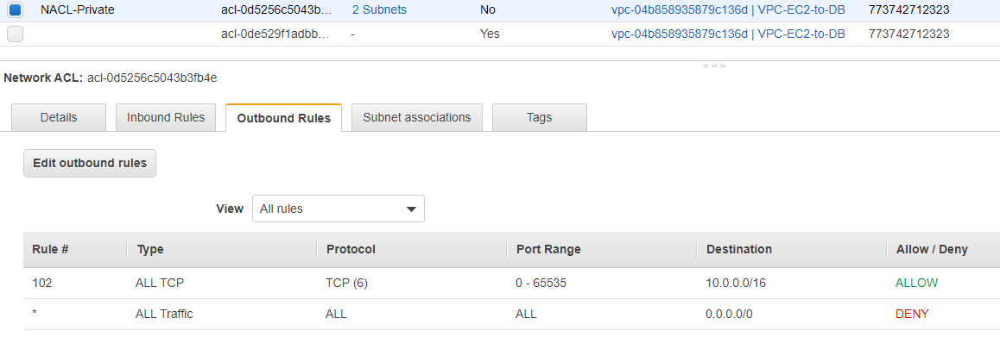 NACL-Private acl-0d5256c5043b... 2 Subnets No vpc-04b858935879c136d | VPC-EC2-to-DB 773742712323
acl-0de529f1adbb... - Yes vpc-04b858935879c136d | VPC-EC2-to-DB 773742712323
Network ACL: acl-0d5256c5043b3fb4e
Details Inbound Rules Outbound Rules Subnet associations Tags
Edit outbound rules
View All rules
Rule # Type Protocol Port Range Destination Allow / Deny
102 ALL TCP TCP (6) 0 - 65535 10.0.0.0/16 ALLOW
* ALL Traffic ALL ALL 0.0.0.0/0 DENY